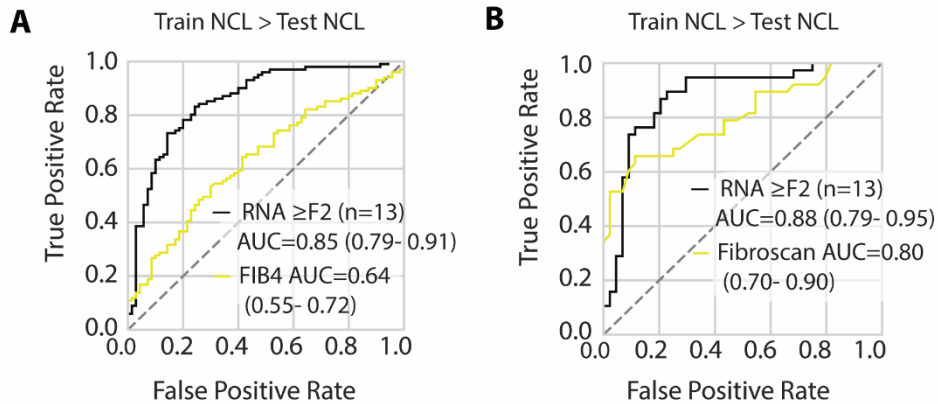 A
Train NCL > Test NCL
True Positive Rate
1.0
0.8
0.6
0.4
0.2
0.0
RNA ≥F2 (n=13)
AUC=0.85 (0.79- 0.91)
FIB4 AUC=0.64
(0.55- 0.72)
0.0 0.2 0.4 0.6 0.8 1.0
False Positive Rate
B
Train NCL > Test NCL
True Positive Rate
1.0
0.8
0.6
0.4
0.2
0.0
RNA ≥F2 (n=13)
AUC=0.88 (0.79- 0.95)
Fibroscan AUC=0.80
(0.70- 0.90)
0.0 0.2 0.4 0.6 0.8 1.0
False Positive Rate